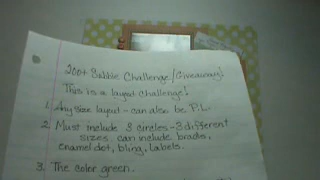 200+ Subbie Challenge/Giveaway!
This is a layout challenge!
1. Any size layout - can also be P.L.
2. Must include 3 circles - 3 different
sizes. can include brads,
enamel dot, bling, labels.
3. The color green.